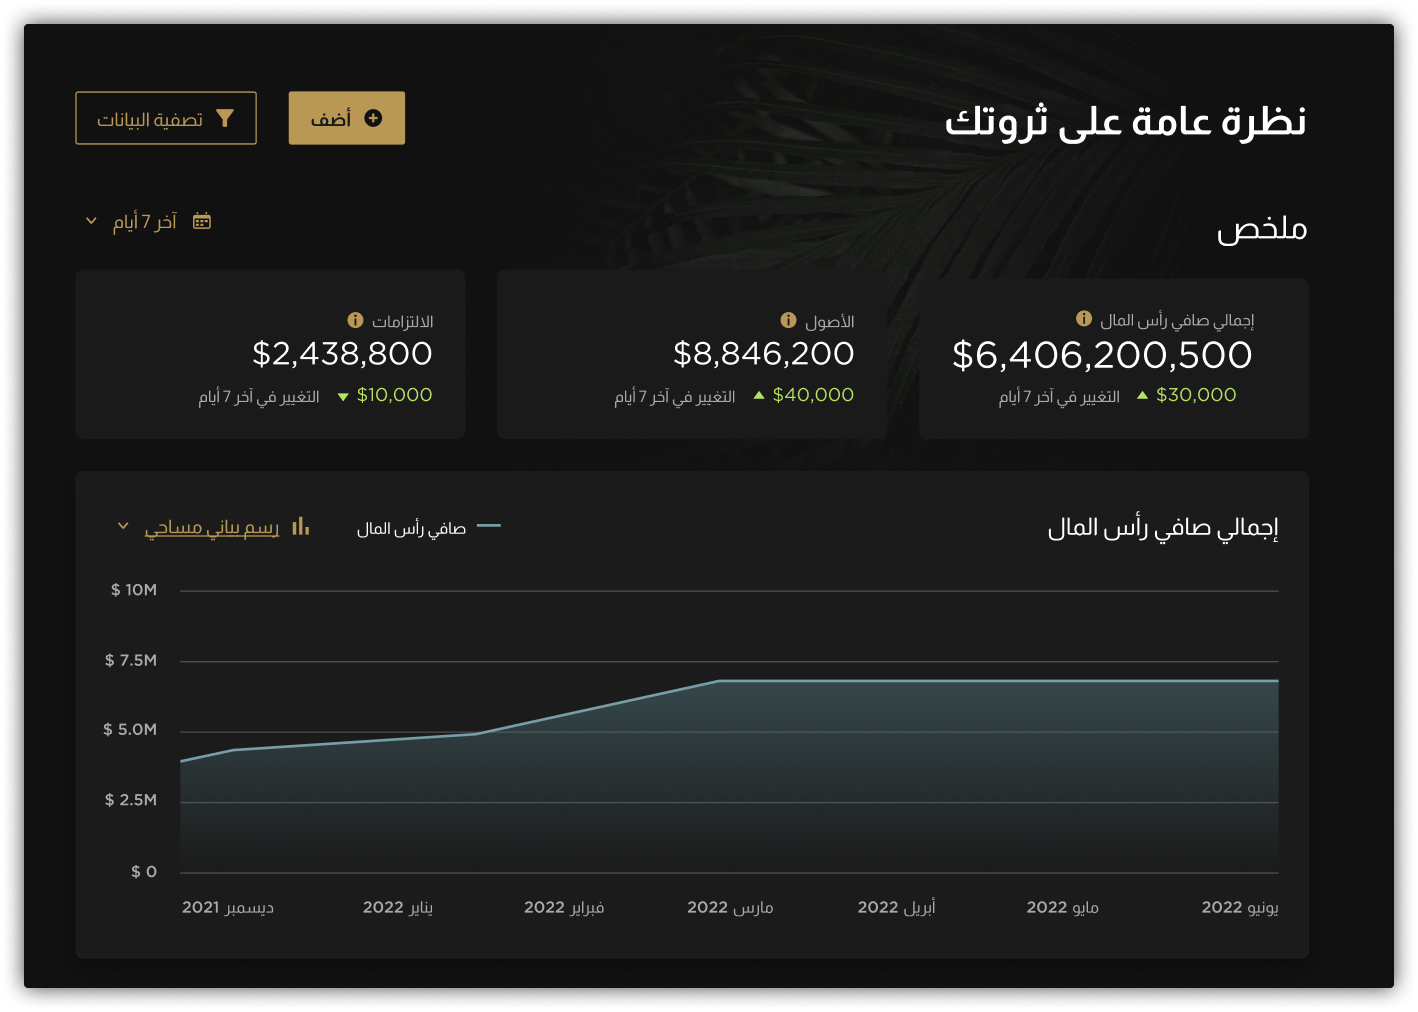 نظرة عامة على ثروتك
أضف
تصفية البيانات
ملخص
آخر 7 أيام
إجمالي صافي رأس المال
$6,406,200,500
$30,000 التغيير في آخر 7 أيام
الأصول
$8,846,200
$40,000 التغيير في آخر 7 أيام
الالتزامات
$2,438,800
$10,000 التغيير في آخر 7 أيام
إجمالي صافي رأس المال
صافي رأس المال
رسم بياني مساحي
$ 10M
$ 7.5M
$ 5.0M
$ 2.5M
$ 0
يونيو 2022
مايو 2022
أبريل 2022
مارس 2022
فبراير 2022
يناير 2022
ديسمبر 2021